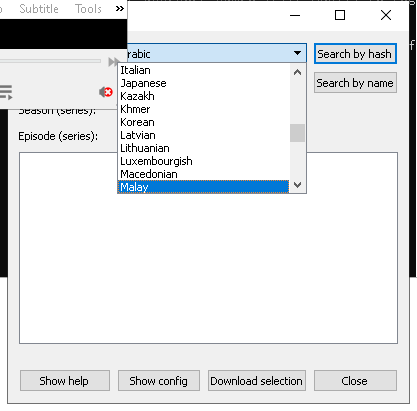 Subtitle Tools »
rabic
Search by hash
Italian
Japanese
Search by name
Kazakh
Khmer
Season (series):
Korean
Episode (series):
Latvian
Lithuanian
Luxembourgish
Macedonian
Malay
Show help
Show config
Download selection
Close